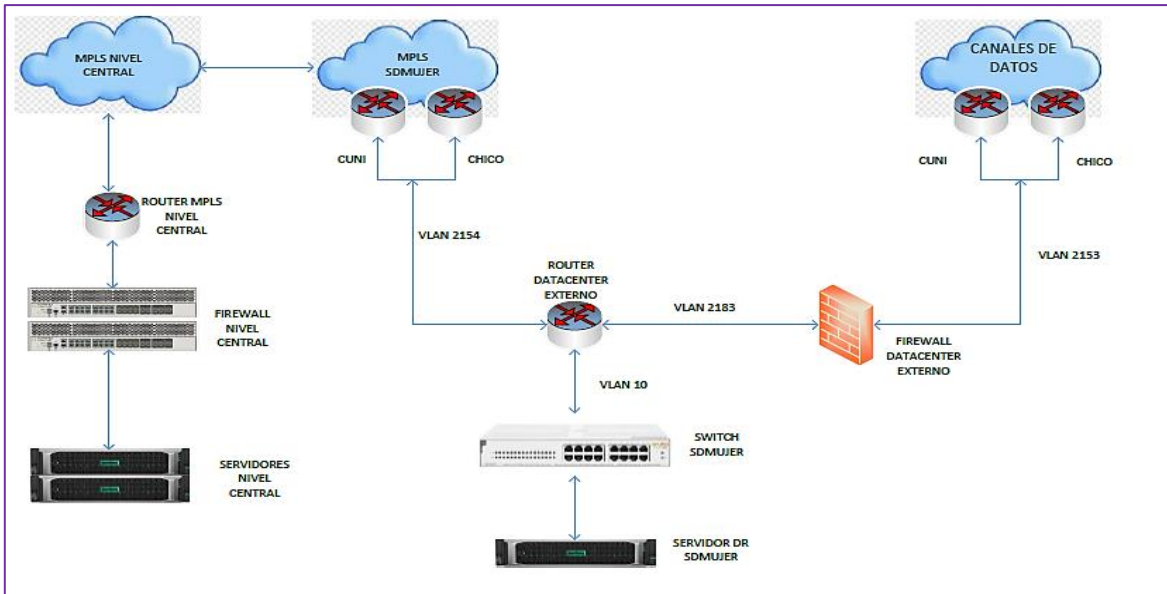 MPLS NIVEL
CENTRAL
MPLS
SDMUJER
CANALES DE
DATOS
CUNI
CHICO
CUNI
CHICO
ROUTER MPLS
NIVEL
CENTRAL
VLAN 2154
ROUTER
DATACENTER
EXTERNO
VLAN 2183
VLAN 2153
FIREWALL
NIVEL
CENTRAL
FIREWALL
DATACENTER
EXTERNO
VLAN 10
SWITCH
SDMUJER
SERVIDORES
NIVEL
CENTRAL
SERVIDOR DR
SDMUJER